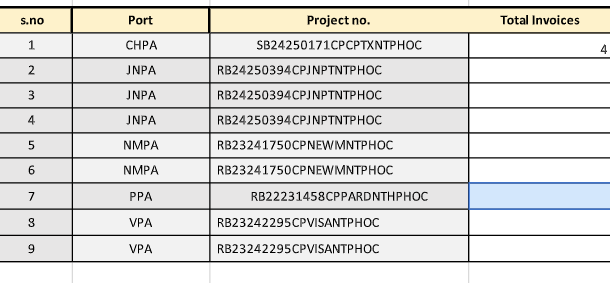 s.no Port Project no. Total Invoices
1 CHPA SB24250171CPCPTXNTPHOC 4
2 JNPA RB24250394CPJNPTNTPHOC
3 JNPA RB24250394CPJNPTNTPHOC
4 JNPA RB24250394CPJNPTNTPHOC
5 NMPA RB23241750CPNEWMNTPHOC
6 NMPA RB23241750CPNEWMNTPHOC
7 PPA RB22231458CPPARDNTHPHOC
8 VPA RB23242295CPVISANTPHOC
9 VPA RB23242295CPVISANTPHOC